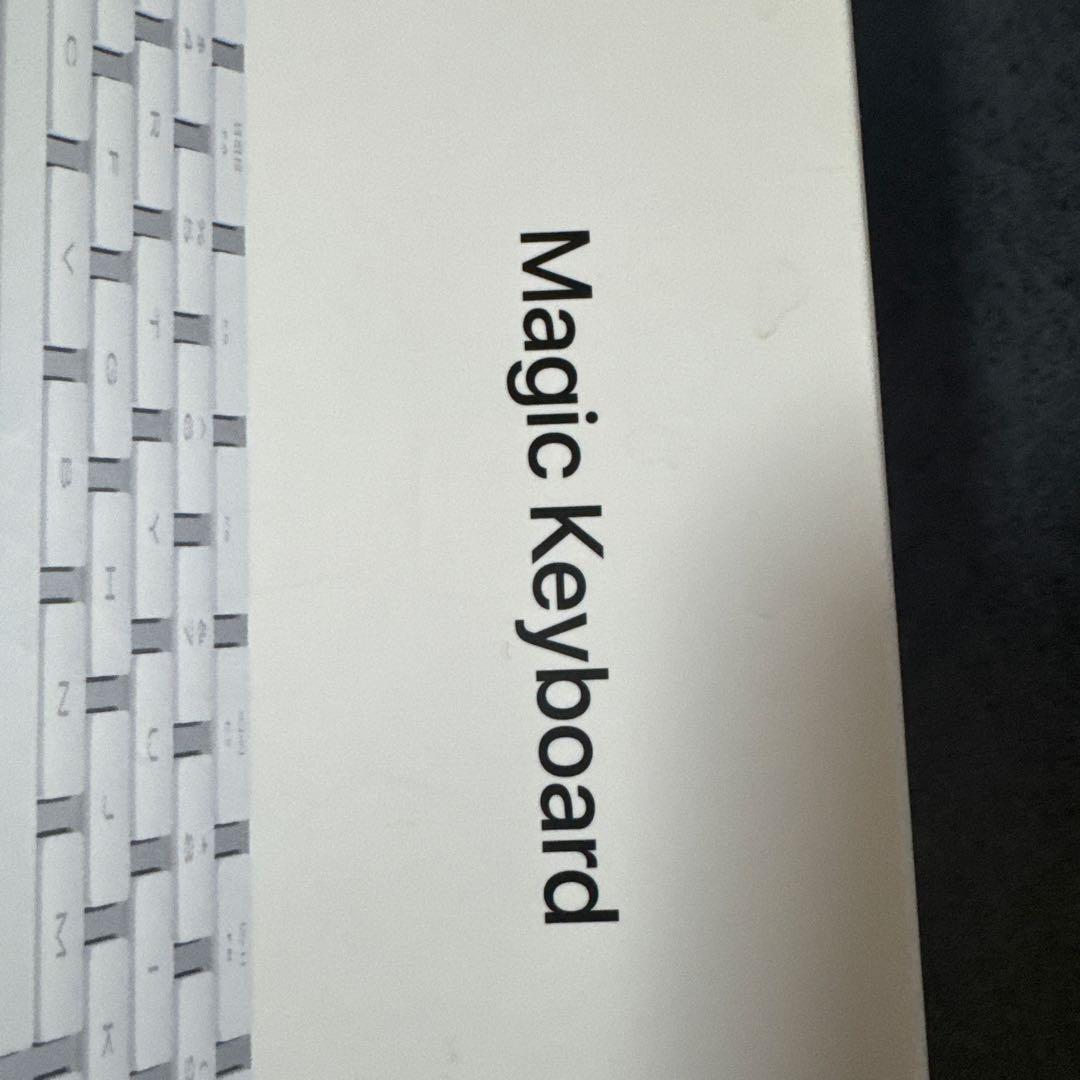 Magic Keyboard
R T Y U I
F G H J K
C V B N M